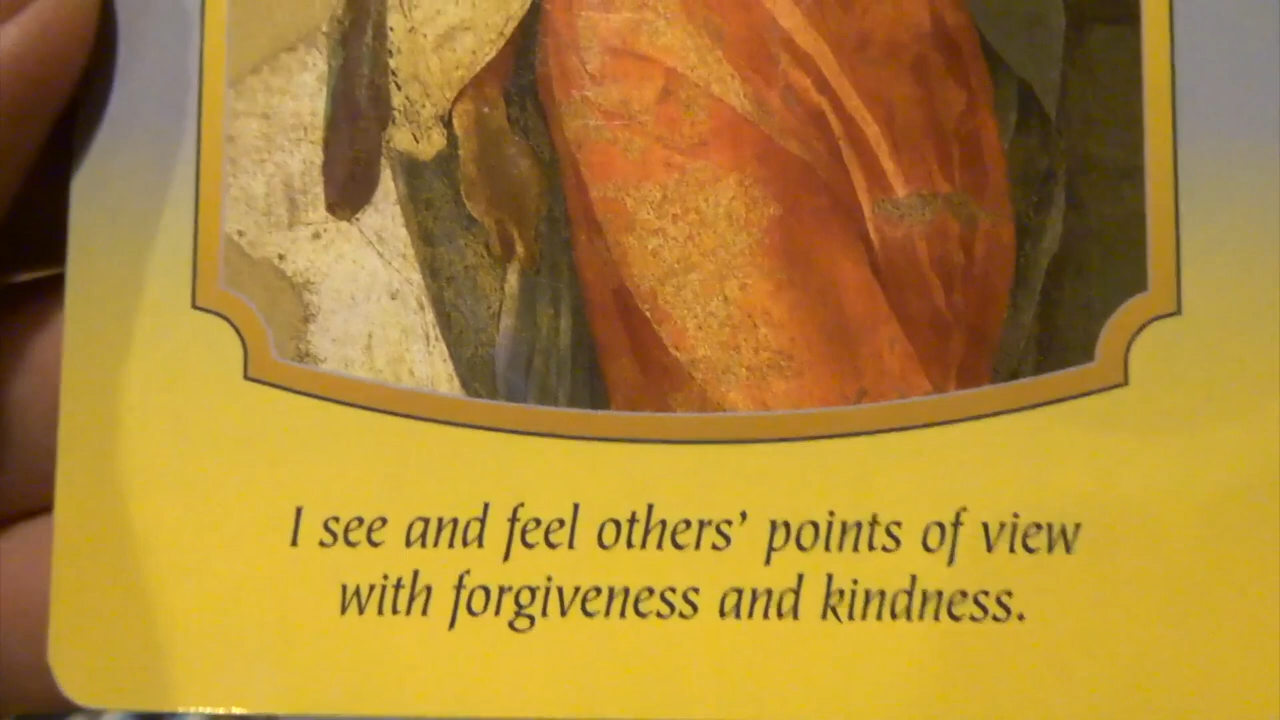 I see and feel others’ points of view
with forgiveness and kindness.